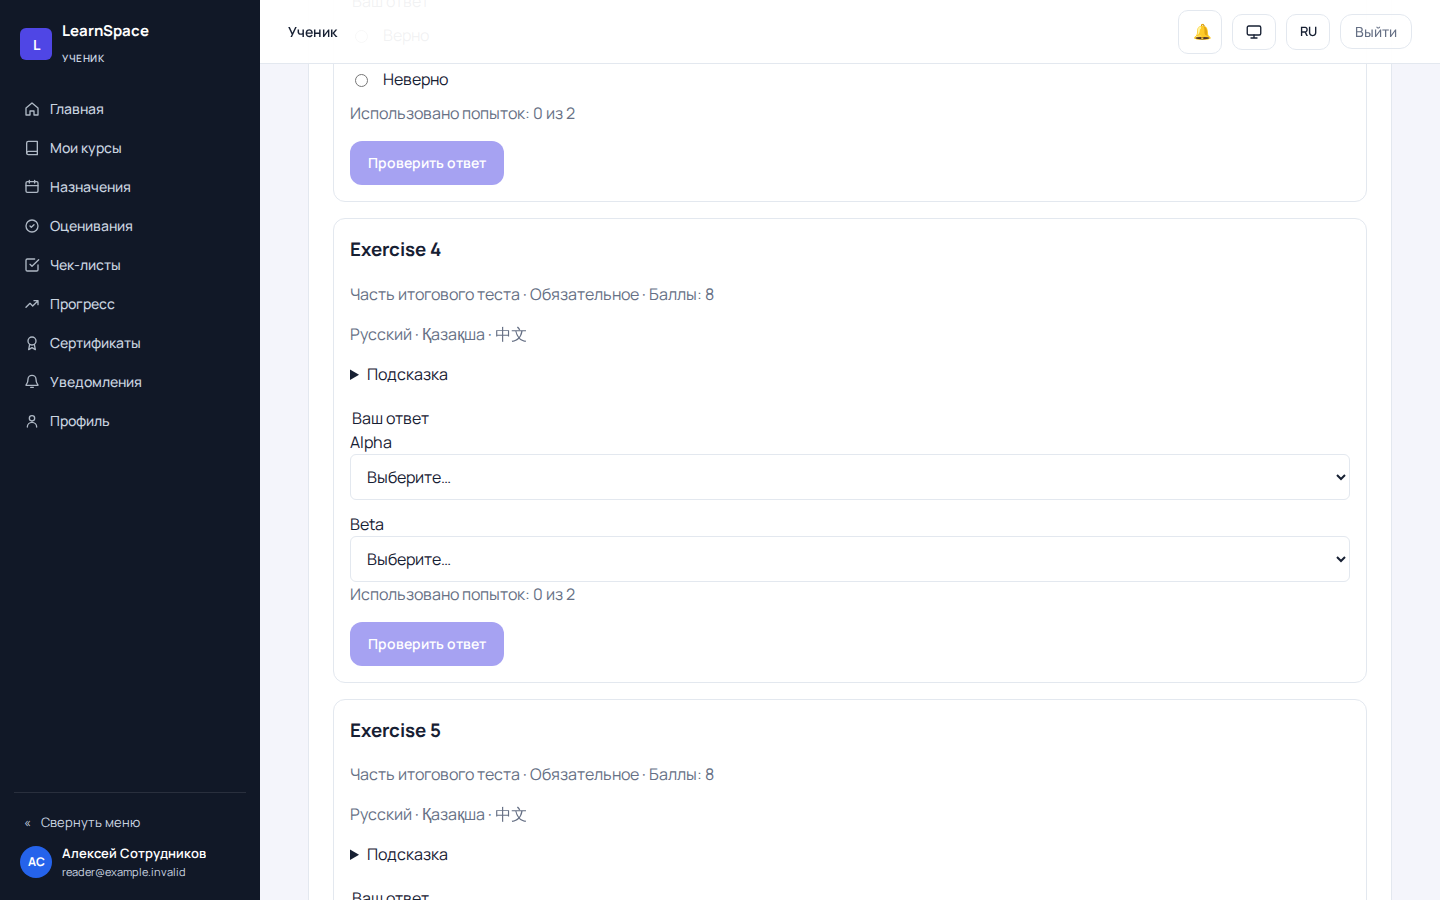 L
LearnSpace
УЧЕНИК
Главная
Мои курсы
Назначения
Оценивания
Чек-листы
Прогресс
Сертификаты
Уведомления
Профиль
« Свернуть меню
АС
Алексей Сотрудников
reader@example.invalid
Ученик
RU
Выйти
Ваш ответ
Верно
Неверно
Использовано попыток: 0 из 2
Проверить ответ
Exercise 4
Часть итогового теста · Обязательное · Баллы: 8
Русский · Қазақша · 中文
Подсказка
Ваш ответ
Alpha
Выберите...
Beta
Выберите...
Использовано попыток: 0 из 2
Проверить ответ
Exercise 5
Часть итогового теста · Обязательное · Баллы: 8
Русский · Қазақша · 中文
Подсказка
Ваш ответ